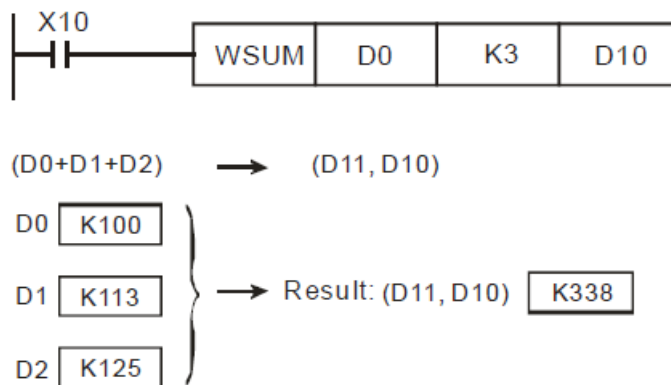 X10
WSUM D0 K3 D10
(D0+D1+D2) (D11, D10)
D0 K100
D1 K113 Result: (D11, D10) K338
D2 K125